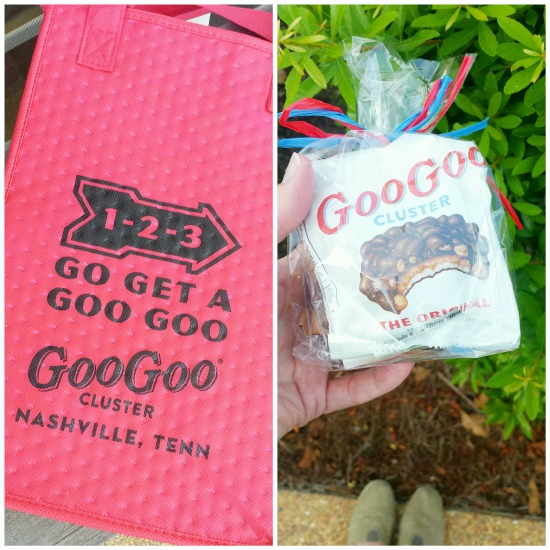 1-2-3
GO GET A
GOO GOO
GooGoo®
CLUSTER
NASHVILLE, TENN
GooGoo
CLUSTER
THE ORIGINAL